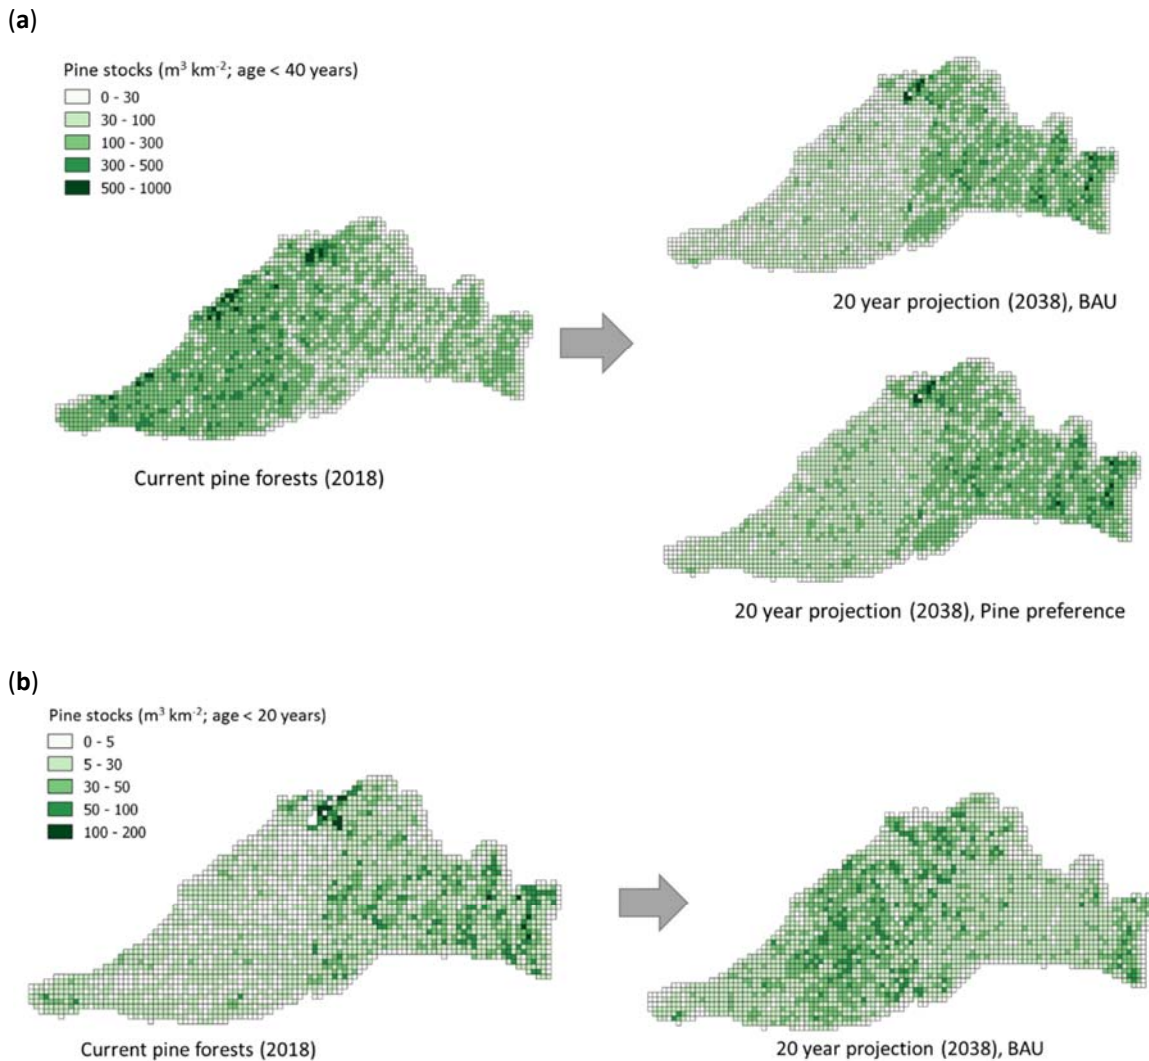 (a)
Pine stocks (m³ km⁻²; age < 40 years)
0 - 30
30 - 100
100 - 300
300 - 500
500 - 1000
20 year projection (2038), BAU
Current pine forests (2018)
20 year projection (2038), Pine preference
(b)
Pine stocks (m³ km⁻²; age < 20 years)
0 - 5
5 - 30
30 - 50
50 - 100
100 - 200
Current pine forests (2018)
20 year projection (2038), BAU